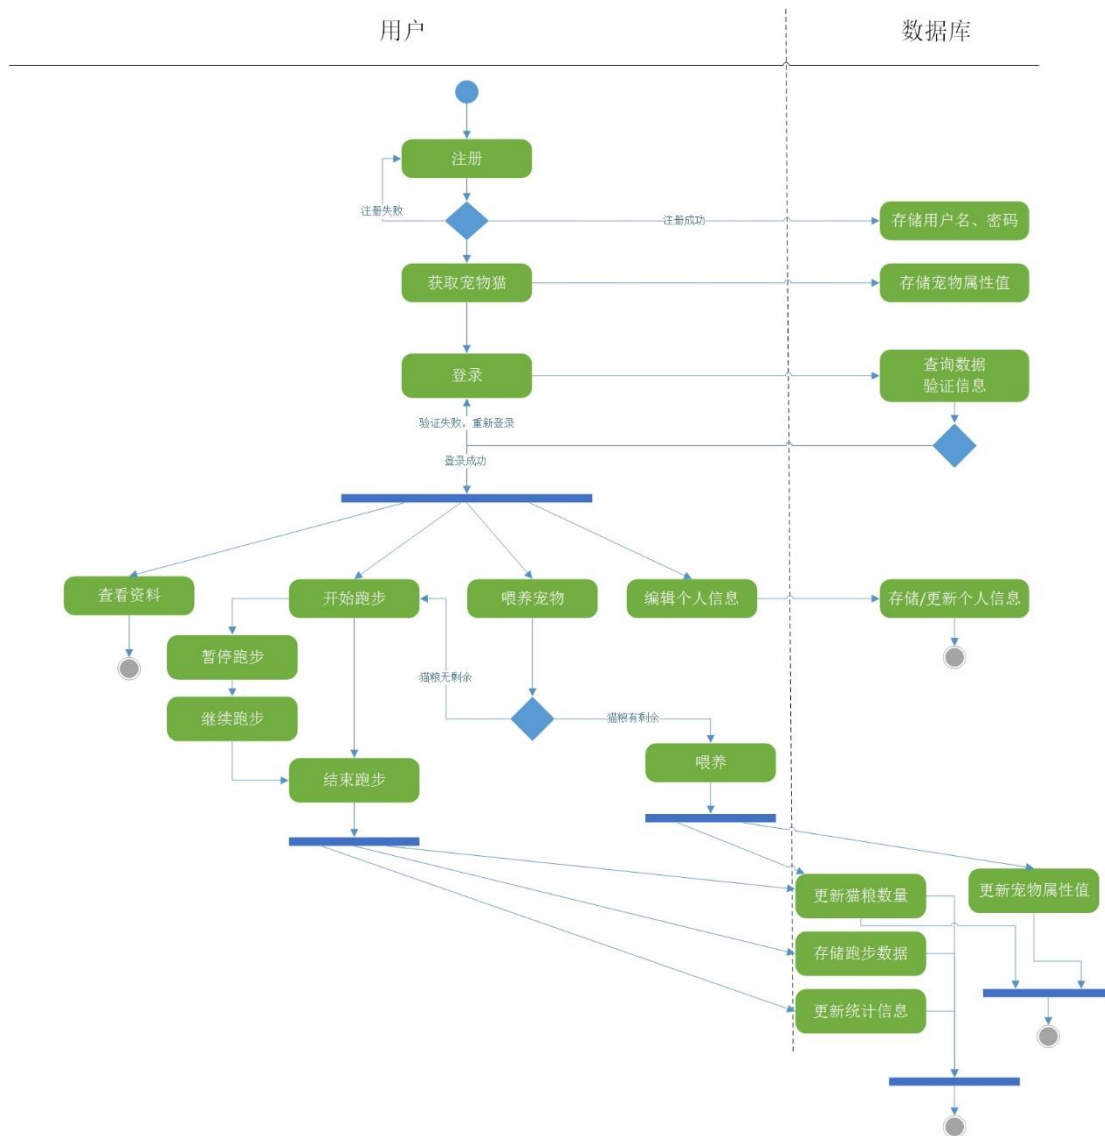 用户
数据库
注册
注册失败
注册成功
存储用户名、密码
获取宠物猫
存储宠物属性值
登录
查询数据
验证信息
验证失败，重新登录
登录成功
查看资料
开始跑步
喂养宠物
编辑个人信息
存储/更新个人信息
暂停跑步
猫粮无剩余
继续跑步
猫粮有剩余
喂养
结束跑步
更新猫粮数量
更新宠物属性值
存储跑步数据
更新统计信息